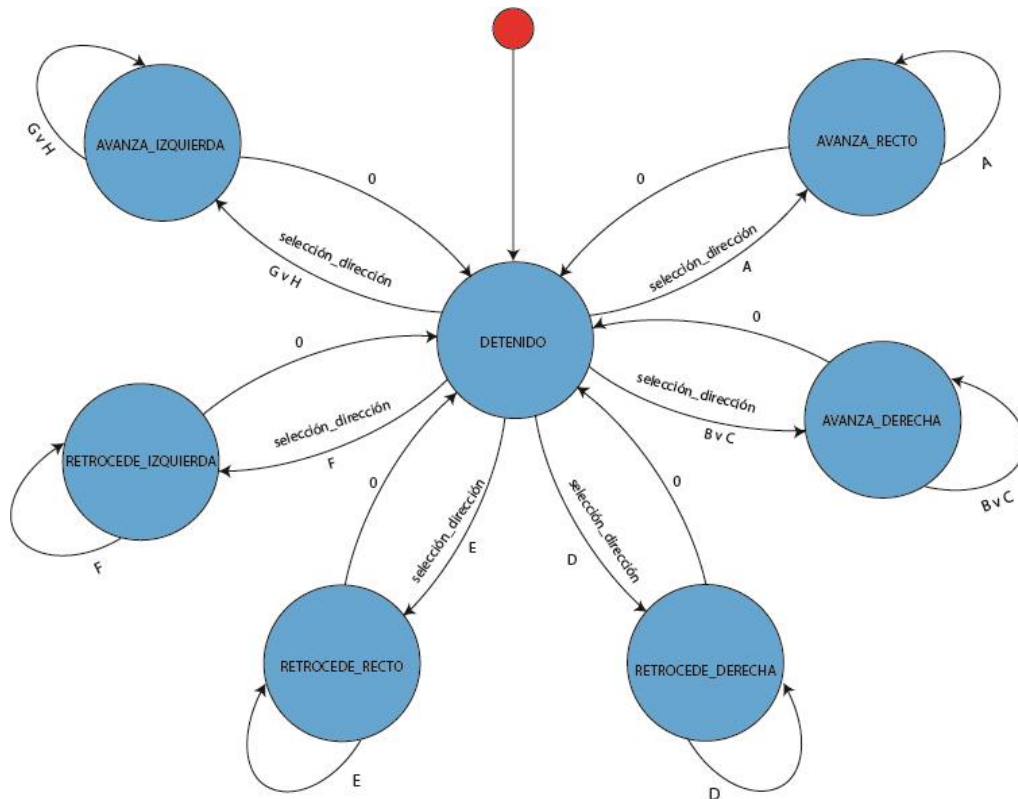 AVANZA_IZQUIERDA
G v H
0
selección_dirección
G v H
AVANZA_RECTO
A
0
selección_dirección
A
DETENIDO
0
selección_dirección
B v C
AVANZA_DERECHA
B v C
0
selección_dirección
F
RETROCEDE_IZQUIERDA
F
0
selección_dirección
E
RETROCEDE_RECTO
E
0
selección_dirección
D
RETROCEDE_DERECHA
D